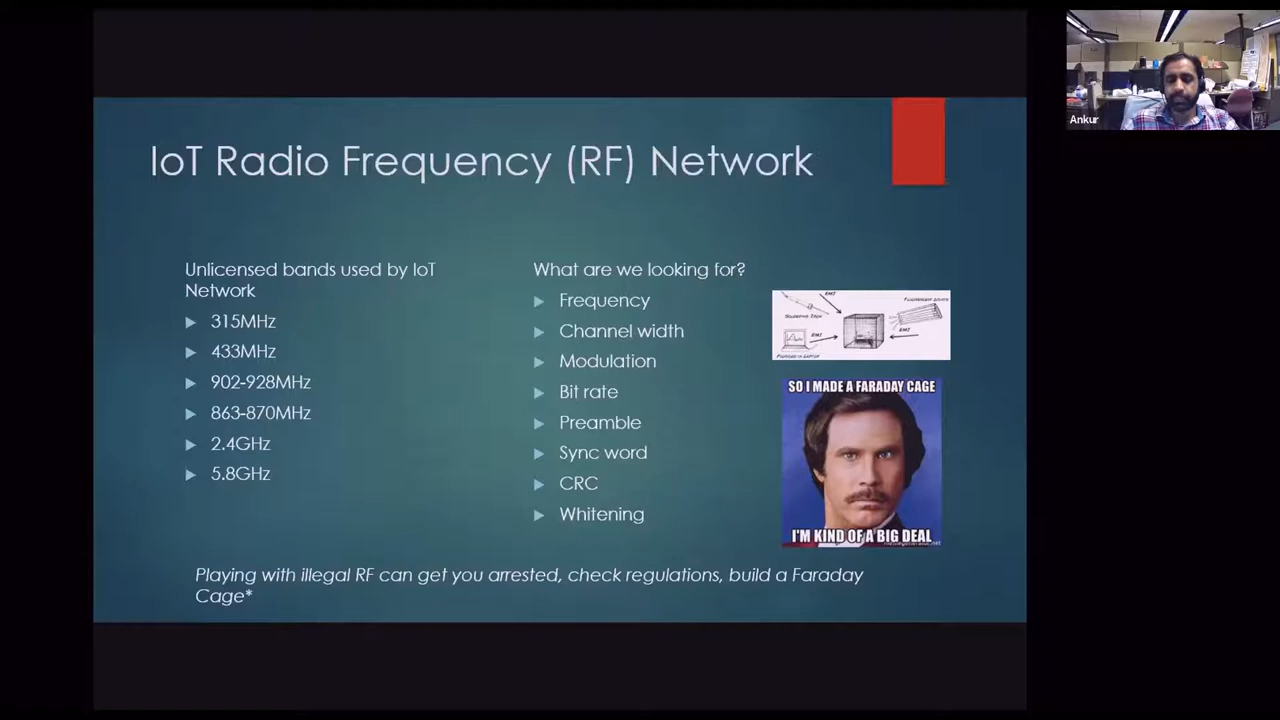 IoT Radio Frequency (RF) Network
Unlicensed bands used by IoT
Network
315MHz
433MHz
902-928MHz
863-870MHz
2.4GHz
5.8GHz
What are we looking for?
Frequency
Channel width
Modulation
Bit rate
Preamble
Sync word
CRC
Whitening
EMI
EMI
EMI
SO I MADE A FARADAY CAGE
I'M KIND OF A BIG DEAL
Playing with illegal RF can get you arrested, check regulations, build a Faraday
Cage*
Ankur